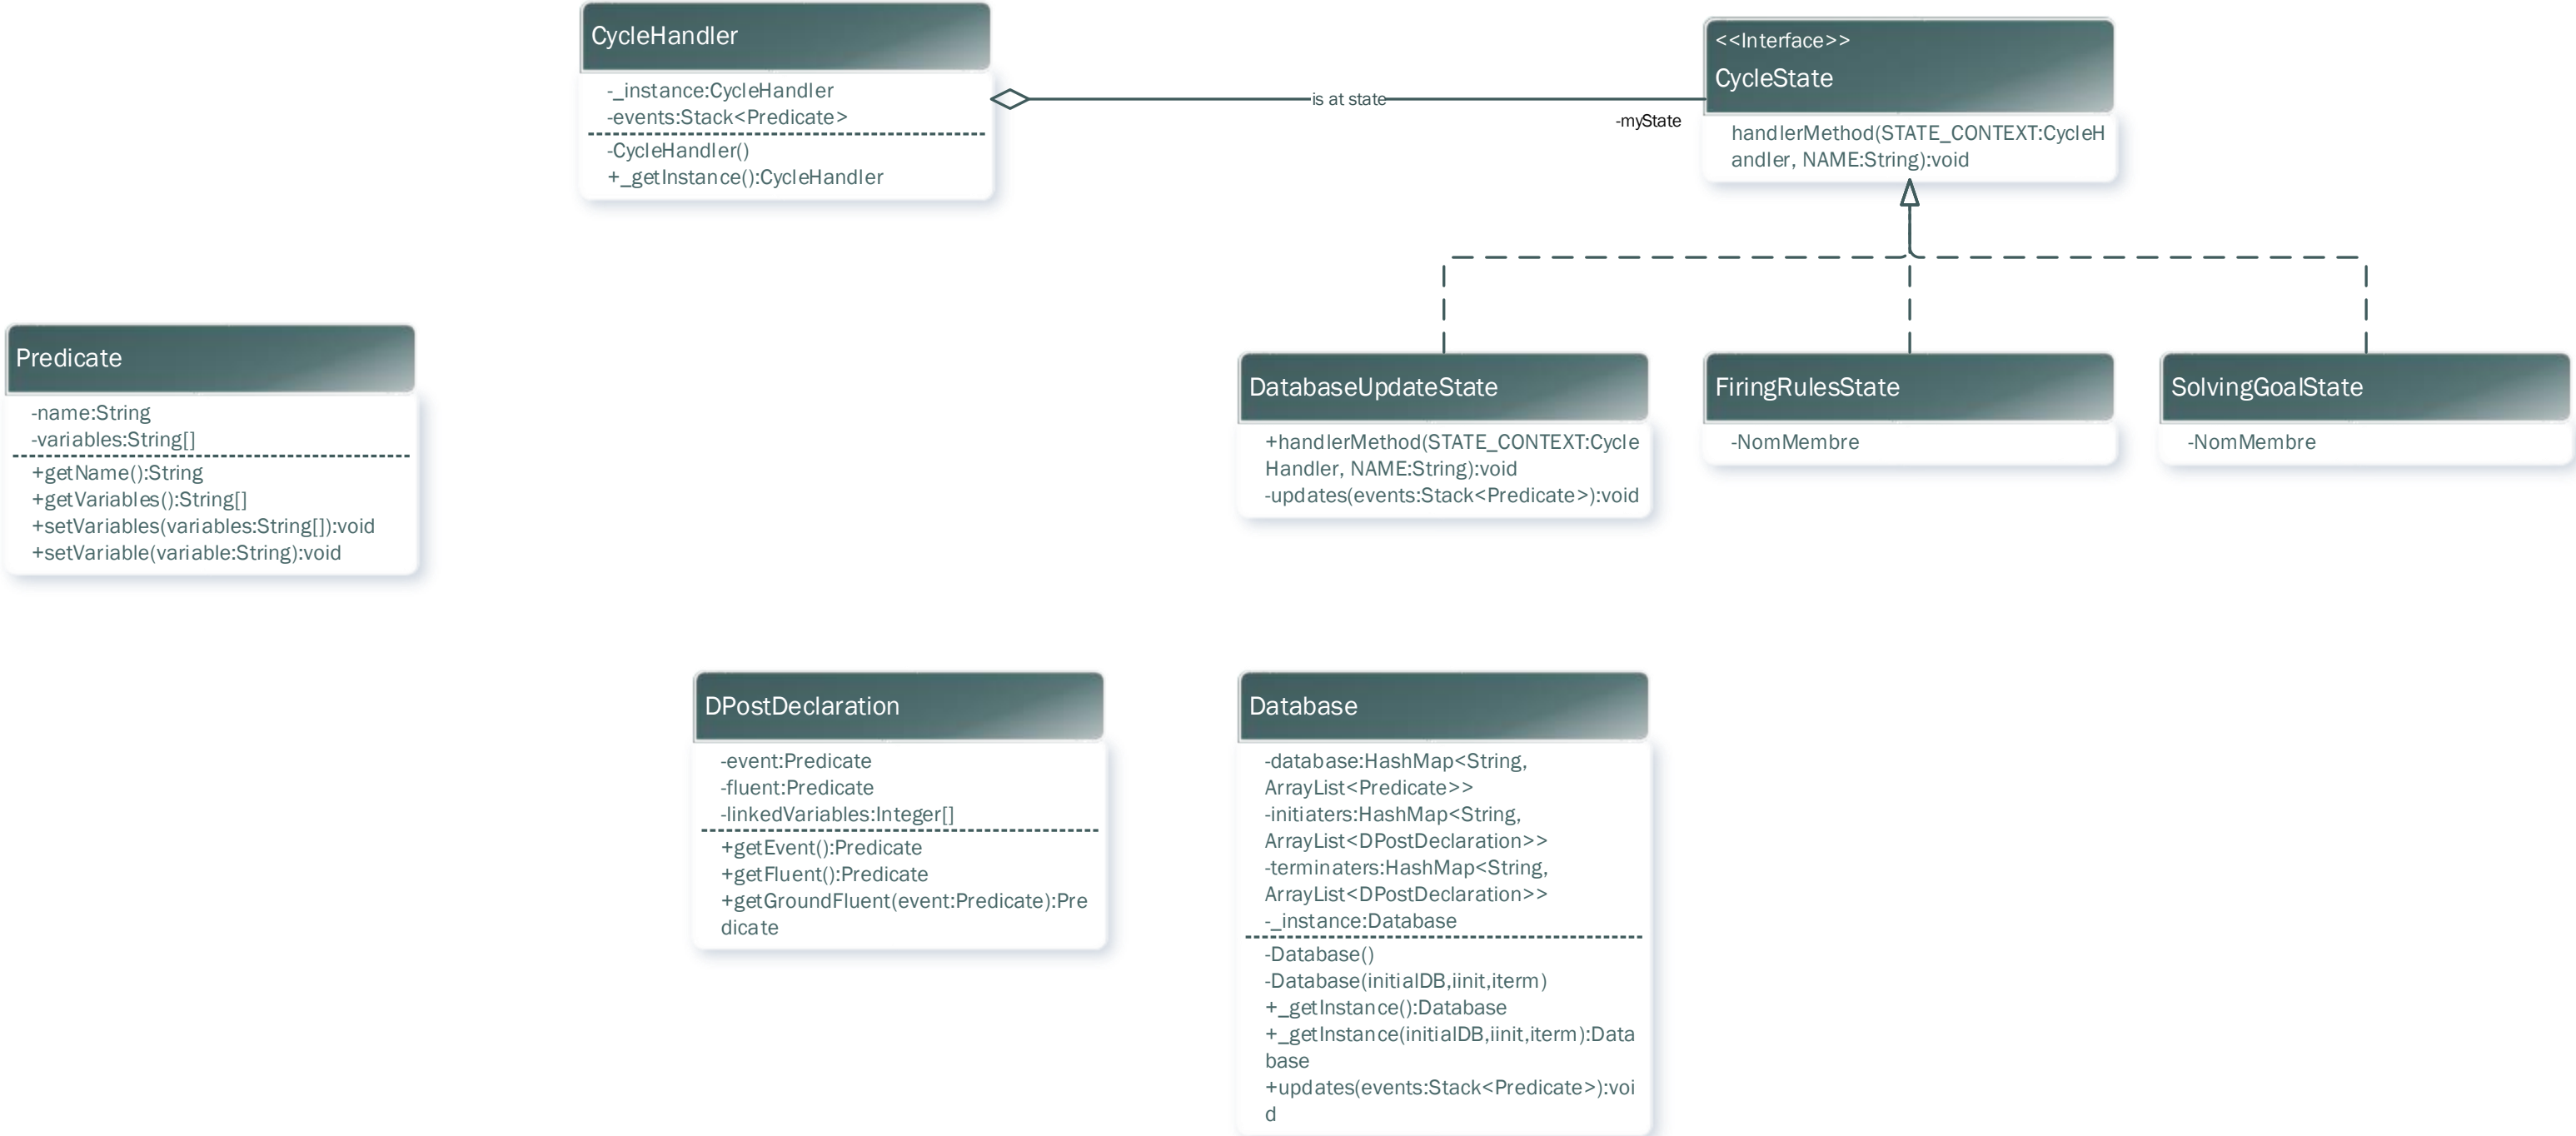 CycleHandler
-_instance:CycleHandler
-events:Stack<Predicate>
-CycleHandler()
+_getInstance():CycleHandler
is at state
-myState
<<Interface>>
CycleState
handlerMethod(STATE_CONTEXT:CycleH
andler, NAME:String):void
Predicate
-name:String
-variables:String[]
+getName():String
+getVariables():String[]
+setVariables(variables:String[]):void
+setVariable(variable:String):void
DatabaseUpdateState
+handlerMethod(STATE_CONTEXT:Cycle
Handler, NAME:String):void
-updates(events:Stack<Predicate>):void
FiringRulesState
-NomMembre
SolvingGoalState
-NomMembre
DPostDeclaration
-event:Predicate
-fluent:Predicate
-linkedVariables:Integer[]
+getEvent():Predicate
+getFluent():Predicate
+getGroundFluent(event:Predicate):Pre
dicate
Database
-database:HashMap<String,
ArrayList<Predicate>>
-initiaters:HashMap<String,
ArrayList<DPostDeclaration>>
-terminaters:HashMap<String,
ArrayList<DPostDeclaration>>
-_instance:Database
-Database()
-Database(initialDB,iinit,iterm)
+_getInstance():Database
+_getInstance(initialDB,iinit,iterm):Data
base
+updates(events:Stack<Predicate>):voi
d